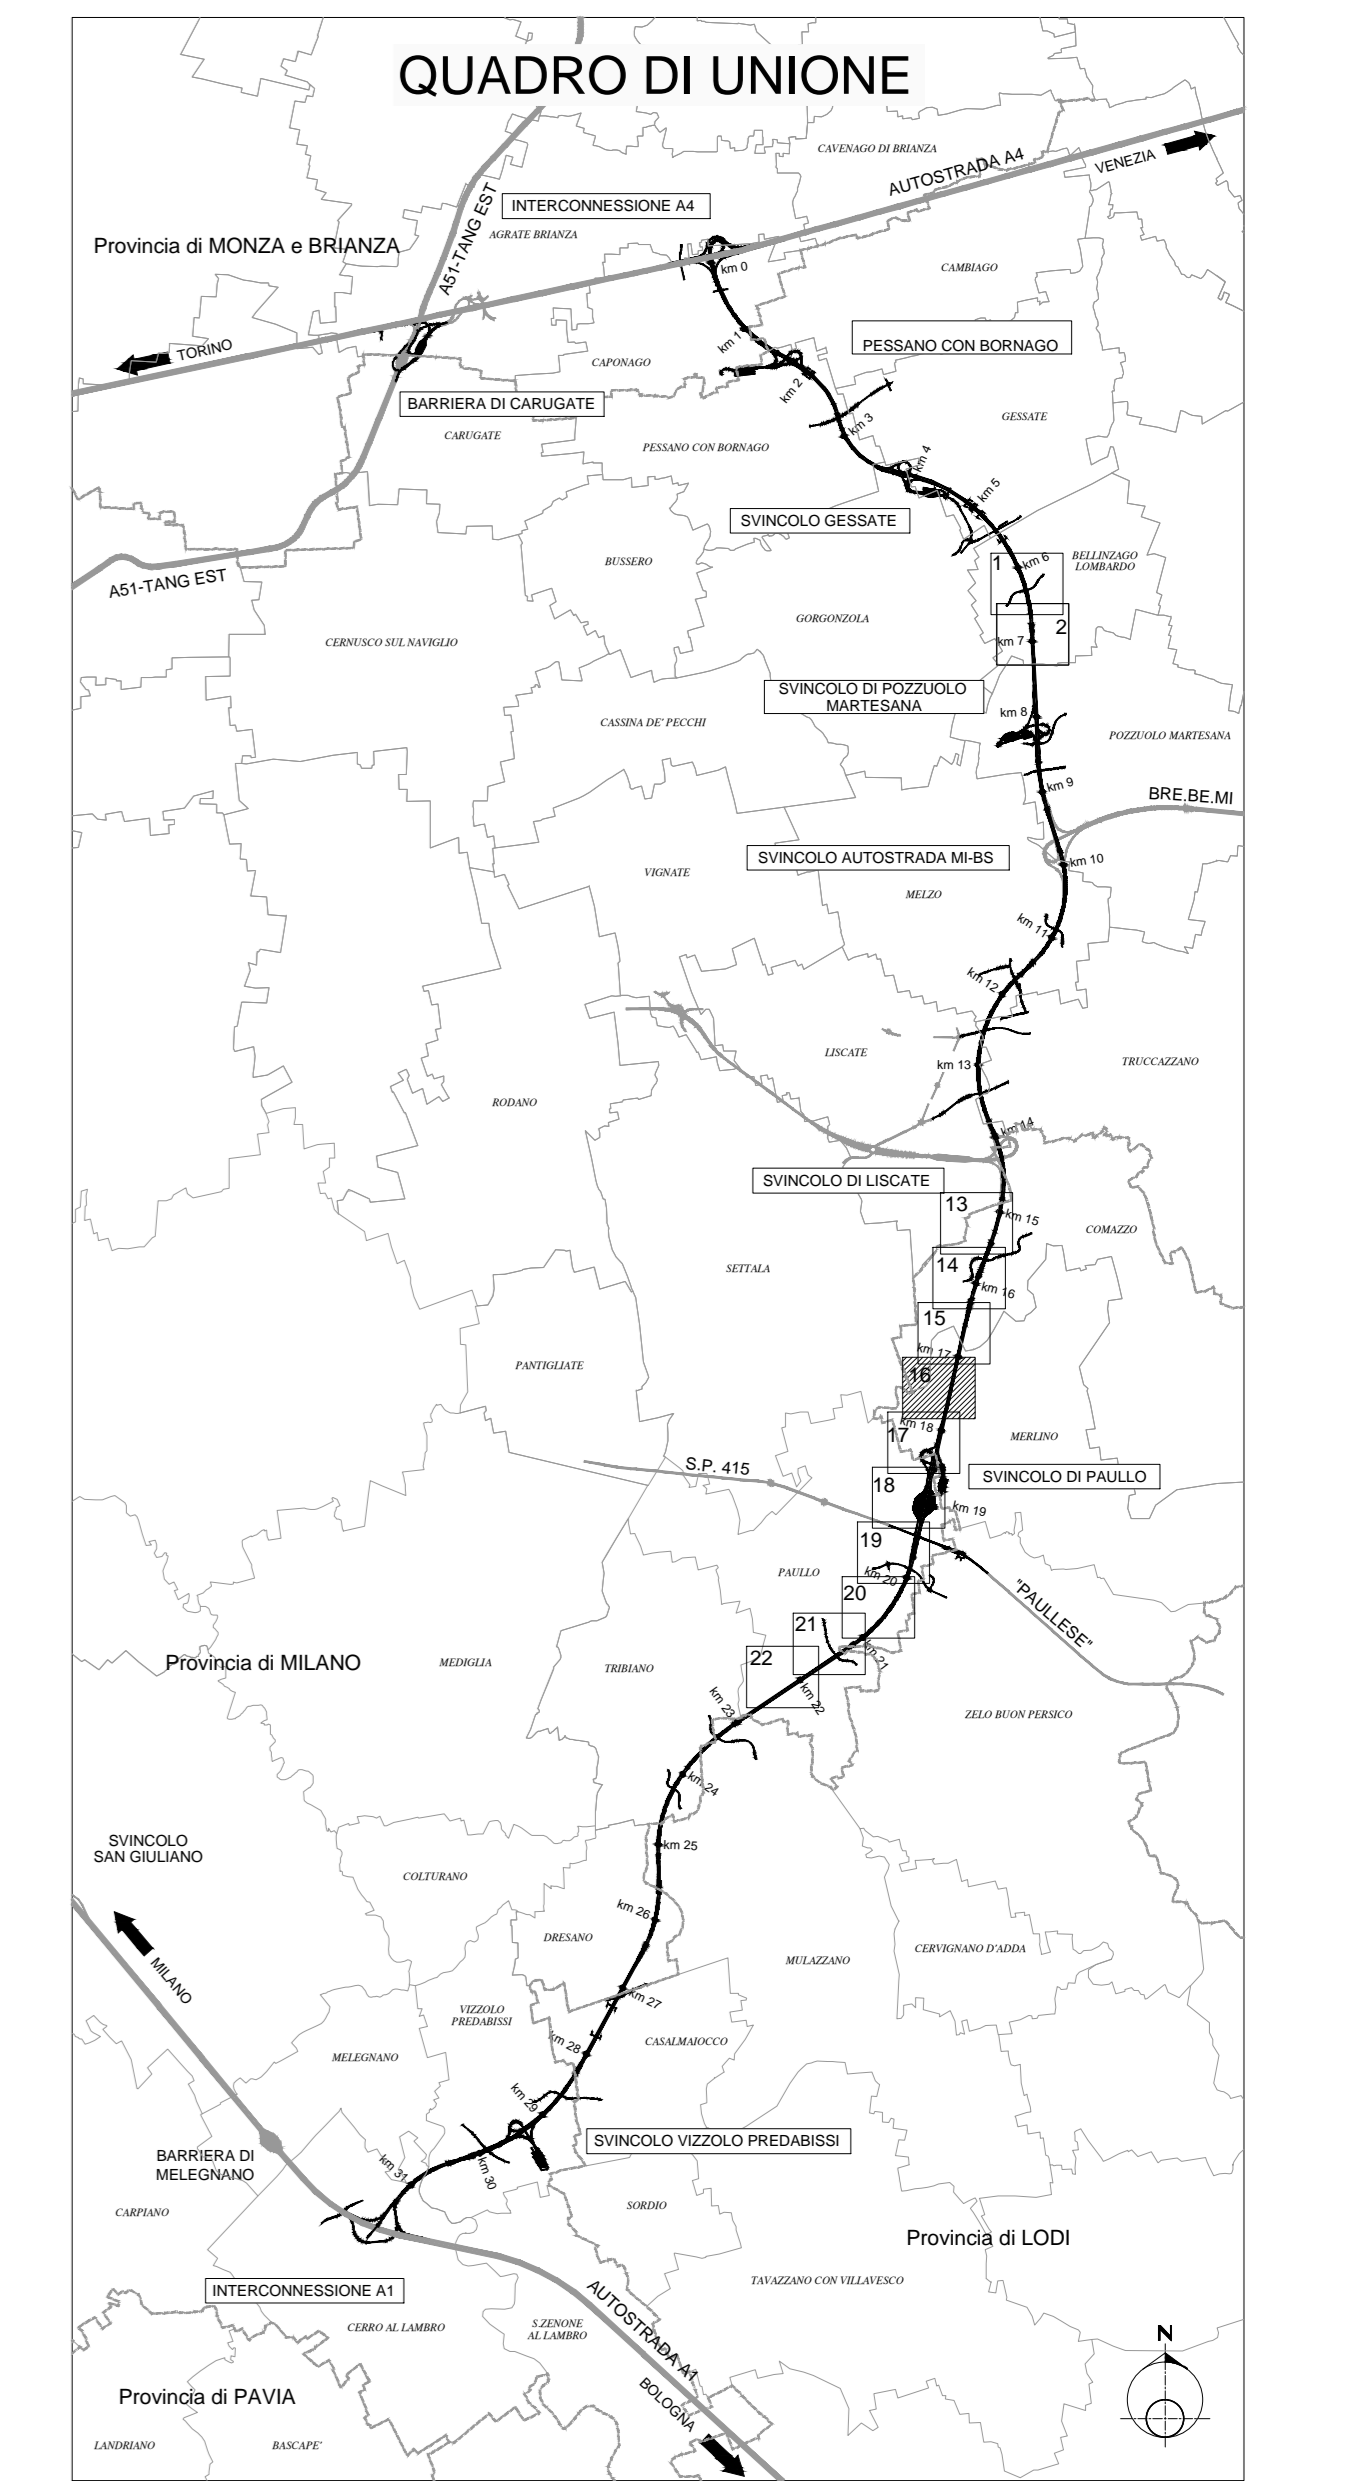 QUADRO DI UNIONE
CAVENAGO DI BRIANZA
AUTOSTRADA A4
VENEZIA
A51-TANG EST
INTERCONNESSIONE A4
AGRATE BRIANZA
Provincia di MONZA e BRIANZA
km 0
CAMBIAGO
km 1
PESSANO CON BORNAGO
TORINO
CAPONAGO
km 2
BARRIERA DI CARUGATE
CARUGATE
km 3
GESSATE
PESSANO CON BORNAGO
km 4
km 5
SVINCOLO GESSATE
BUSSERO
1
km 6
BELLINZAGO
LOMBARDO
A51-TANG EST
GORGONZOLA
2
km 7
CERNUSCO SUL NAVIGLIO
SVINCOLO DI POZZUOLO
MARTESANA
km 8
CASSINA DE' PECCHI
POZZUOLO MARTESANA
km 9
BRE.BE.MI
SVINCOLO AUTOSTRADA MI-BS
km 10
VIGNATE
MELZO
km 11
km 12
LISCATE
km 13
TRUCCAZZANO
RODANO
km 14
SVINCOLO DI LISCATE
13
km 15
COMAZZO
SETTALA
14
km 16
15
km 17
PANTIGLIATE
16
km 18
17
MERLINO
S.P. 415
SVINCOLO DI PAULLO
18
km 19
19
PAULLO
km 20
20
"PAULLESE"
21
km 21
22
Provincia di MILANO
MEDIGLIA
TRIBIANO
km 22
km 23
ZELO BUON PERSICO
km 24
SVINCOLO
SAN GIULIANO
km 25
COLTURANO
km 26
DRESANO
MULAZZANO
CERVIGNANO D'ADDA
MILANO
km 27
VIZZOLO
PREDABISSI
km 28
CASALMAIOCCO
MELEGNANO
km 29
SVINCOLO VIZZOLO PREDABISSI
BARRIERA DI
MELEGNANO
km 31
km 30
CARPIANO
SORDIO
Provincia di LODI
INTERCONNESSIONE A1
TAVAZZANO CON VILLAVESCO
AUTOSTRADA A1
CERRO AL LAMBRO
S.ZENONE
AL LAMBRO
N
Provincia di PAVIA
BOLOGNA
LANDRIANO
BASCAPE'